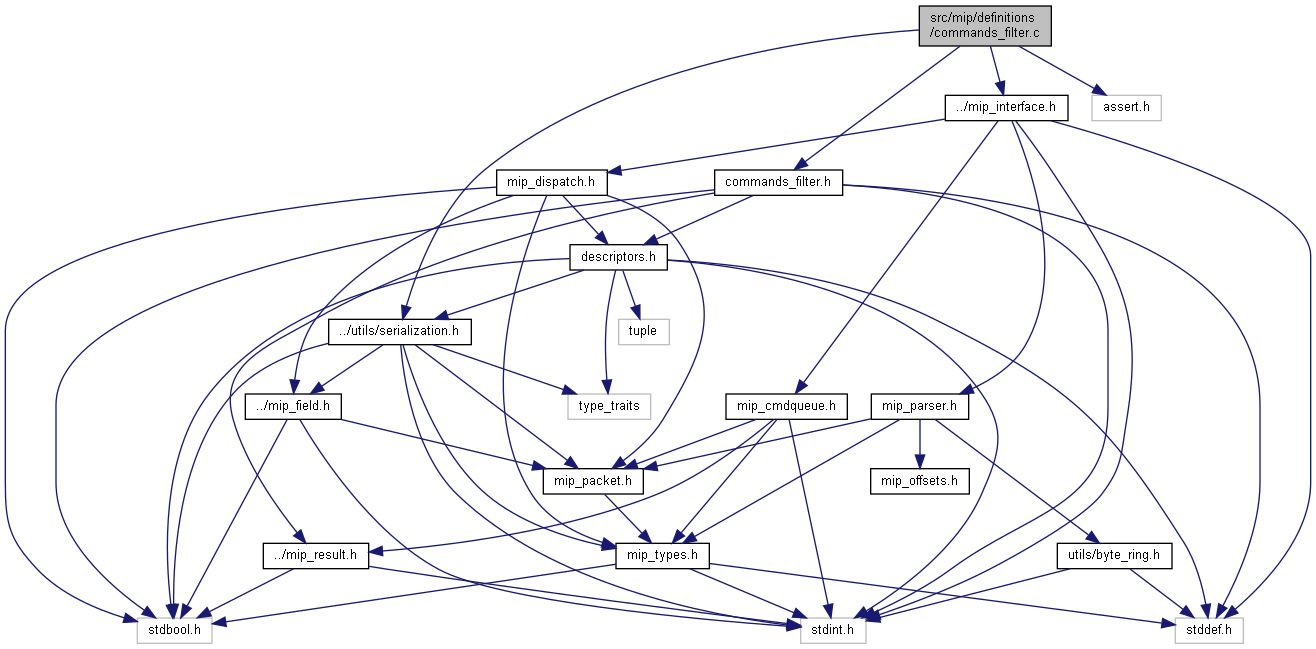 src/mip/definitions
/commands_filter.c
../mip_interface.h
assert.h
mip_dispatch.h
commands_filter.h
descriptors.h
../utils/serialization.h
tuple
../mip_field.h
type_traits
mip_cmdqueue.h
mip_parser.h
mip_packet.h
mip_offsets.h
../mip_result.h
mip_types.h
utils/byte_ring.h
stdbool.h
stdint.h
stddef.h